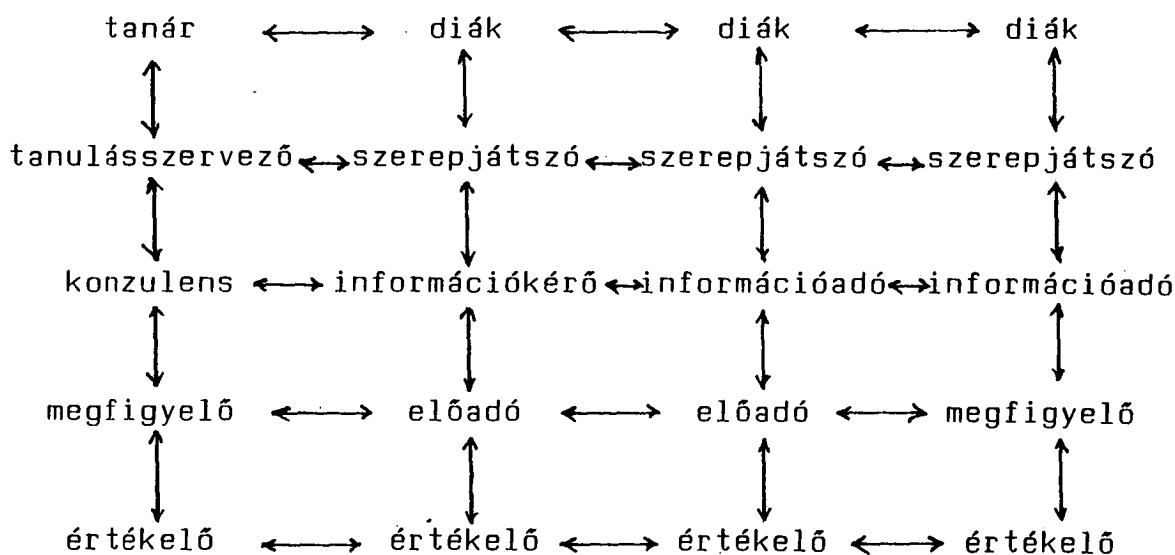 tanár ⟷ diák ⟷ diák ⟷ diák
tanulásszervező ⟷ szerepjátszó ⟷ szerepjátszó ⟷ szerepjátszó
konzulens ⟷ információkérő ⟷ információadó ⟷ információadó
megfigyelő ⟷ előadó ⟷ előadó ⟷ megfigyelő
értékelő ⟷ értékelő ⟷ értékelő ⟷ értékelő